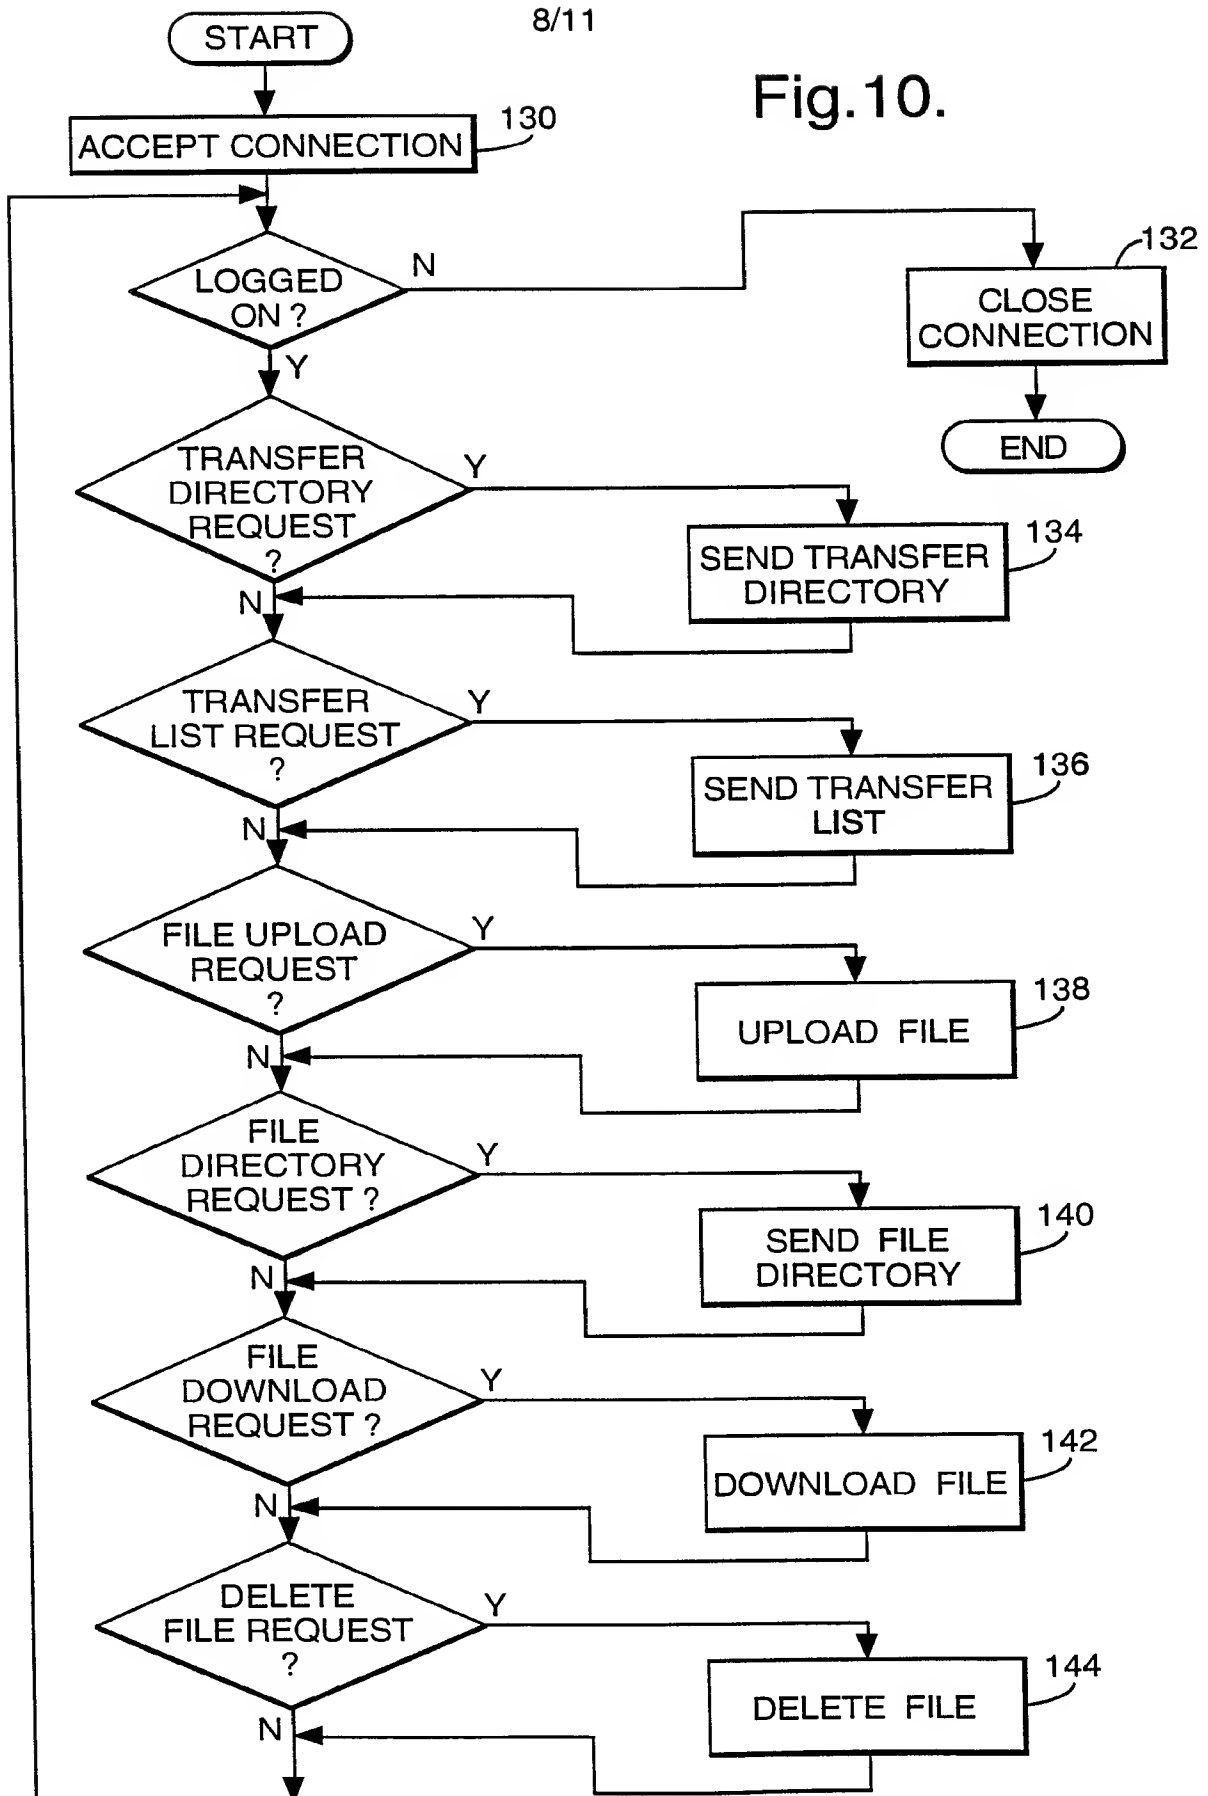 8/11
START
Fig.10.
130
ACCEPT CONNECTION
132
N
LOGGED
ON ?
CLOSE
CONNECTION
Y
END
TRANSFER
DIRECTORY
REQUEST
?
Y
134
SEND TRANSFER
DIRECTORY
N
TRANSFER
LIST REQUEST
?
Y
136
SEND TRANSFER
LIST
N
FILE UPLOAD
REQUEST
?
Y
138
UPLOAD FILE
N
FILE
DIRECTORY
REQUEST ?
Y
140
SEND FILE
DIRECTORY
N
FILE
DOWNLOAD
REQUEST ?
Y
142
DOWNLOAD FILE
N
DELETE
FILE REQUEST
?
Y
144
DELETE FILE
N